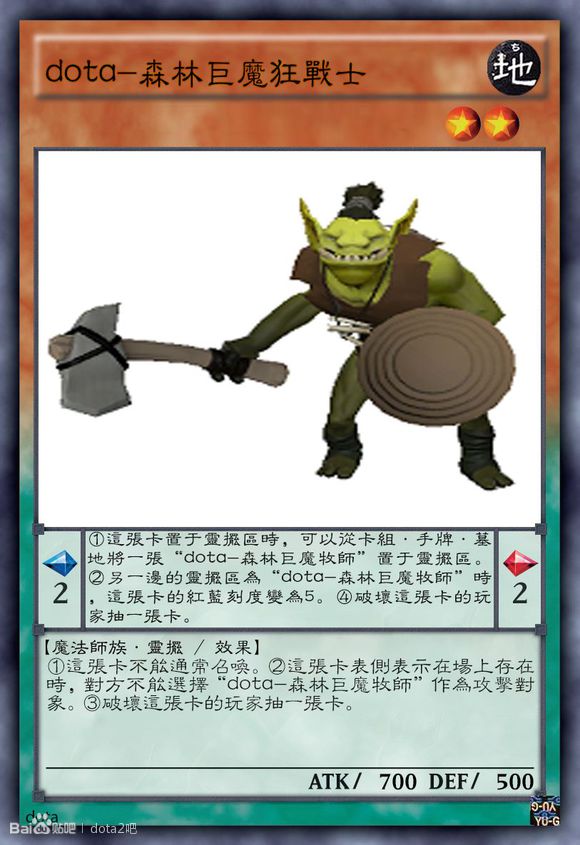 dota-森林巨魔狂戰士
ち
地
①這張卡置于靈擺區時，可以從卡組·手牌·墓
地將一張“dota-森林巨魔牧師”置于靈擺區。
②另一邊的靈擺區為“dota-森林巨魔牧師”時
，這張卡的紅藍刻度變為5。④破壞這張卡的玩
家抽一張卡。
2
2
【魔法師族·靈擺 / 效果】
①這張卡不能通常召喚。②這張卡表側表示在場上存在
時，對方不能選擇“dota-森林巨魔牧師”作為攻擊對
象。③破壞這張卡的玩家抽一張卡。
ATK/ 700 DEF/ 500
YU-G
Bai 贴吧 | dota2吧